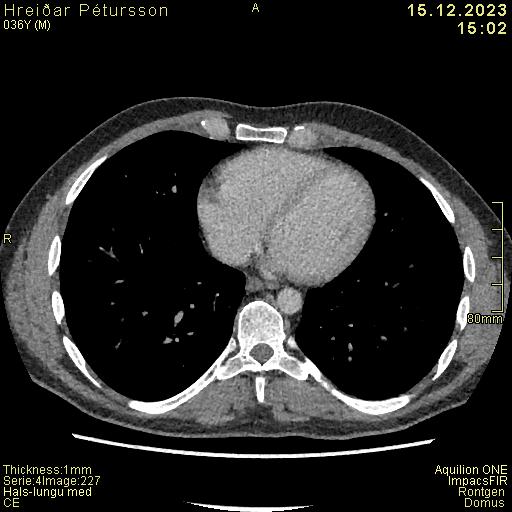 Hreiðar Pétursson
036Y (M)
A
15.12.2023
15:02
R
80mm
Thickness:1mm
Serie:4Image:227
Hals-lungu med
CE
Aquilion ONE
ImpacsFIR
Rontgen
Domus